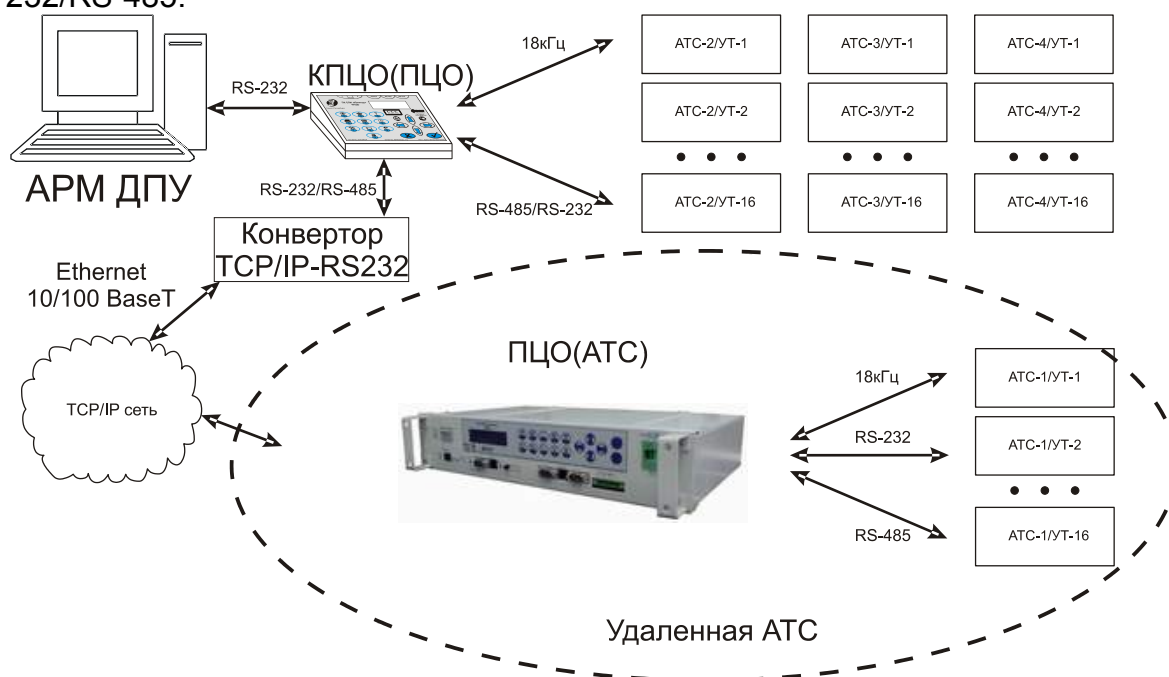 232/RS-485.
18кГц
АТС-2/УТ-1
АТС-3/УТ-1
АТС-4/УТ-1
RS-232
КПЦО(ПЦО)
АТС-2/УТ-2
АТС-3/УТ-2
АТС-4/УТ-2
АРМ ДПУ
RS-232/RS-485
RS-485/RS-232
АТС-2/УТ-16
АТС-3/УТ-16
АТС-4/УТ-16
Конвертор
TCP/IP-RS232
Ethernet
10/100 BaseT
ПЦО(АТС)
TCP/IP сеть
18кГц
АТС-1/УТ-1
RS-232
АТС-1/УТ-2
RS-485
АТС-1/УТ-16
Удаленная АТС